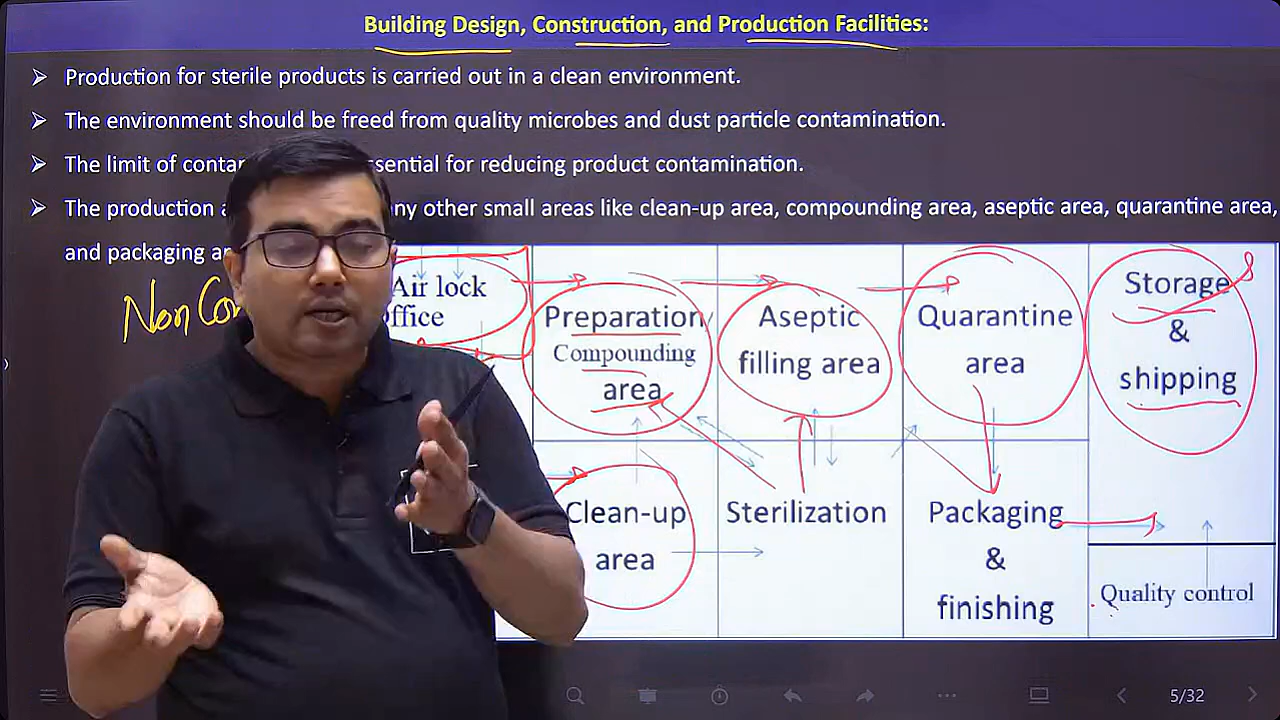 Building Design, Construction, and Production Facilities:
Production for sterile products is carried out in a clean environment.
The environment should be freed from quality microbes and dust particle contamination.
The limit of ssential for reducing product contamination.
The production ny other small areas like clean-up area, compounding area, aseptic area, quarantine area,
and packaging
Non
Air lock
ffice
Preparation
Compounding
area
Aseptic
filling area
Quarantine
area
Storage
&
shipping
Clean-up
area
Sterilization
Packaging
&
finishing
Quality control
5/32